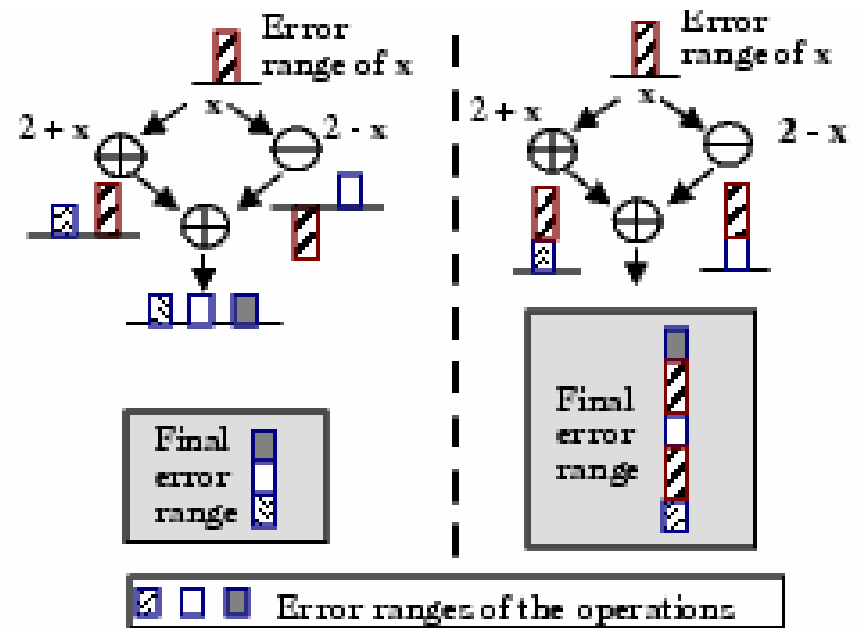 Error
range of x
x
2 + x
2 - x
Final
error
range
Error
range of x
x
2 + x
2 - x
Final
error
range
Error ranges of the operations